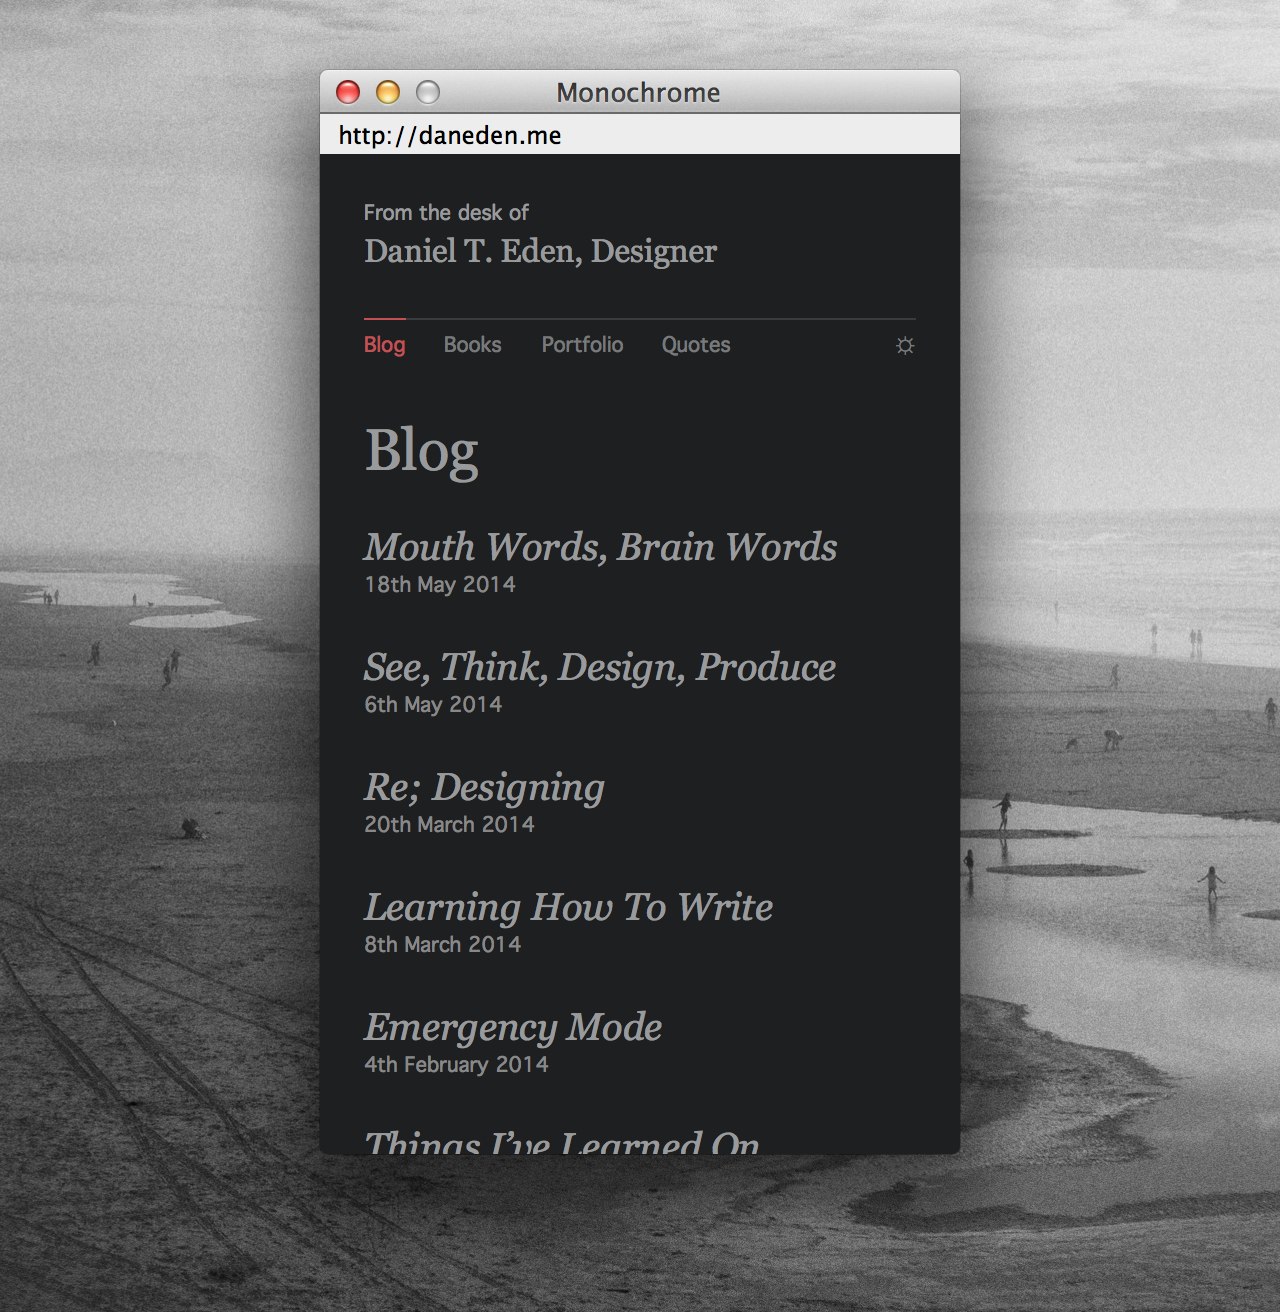 Monochrome
http://daneden.me
From the desk of
Daniel T. Eden, Designer
Blog Books Portfolio Quotes
Blog
Mouth Words, Brain Words
18th May 2014
See, Think, Design, Produce
6th May 2014
Re; Designing
20th March 2014
Learning How To Write
8th March 2014
Emergency Mode
4th February 2014
Things I’ve Learned On